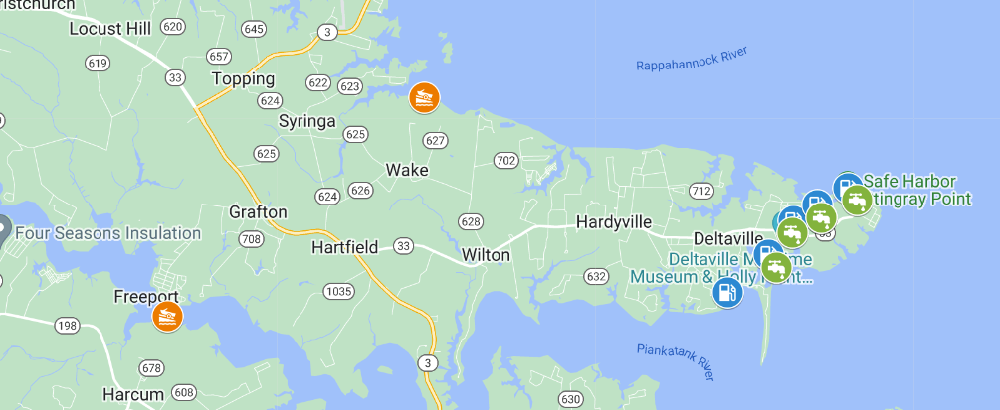 ristchurch
Locust Hill
620
645
3
657
619
33
Topping
622
623
624
Rappahannock River
Syringa
625
627
625
702
Wake
624
626
712
Safe Harbor
Stingray Point
Grafton
628
Hardyville
708
Four Seasons Insulation
Hartfield
33
Wilton
Deltaville
Deltaville M me
Museum & Holly Point...
632
1035
Freeport
198
Piankatank River
3
678
Harcum
608
630